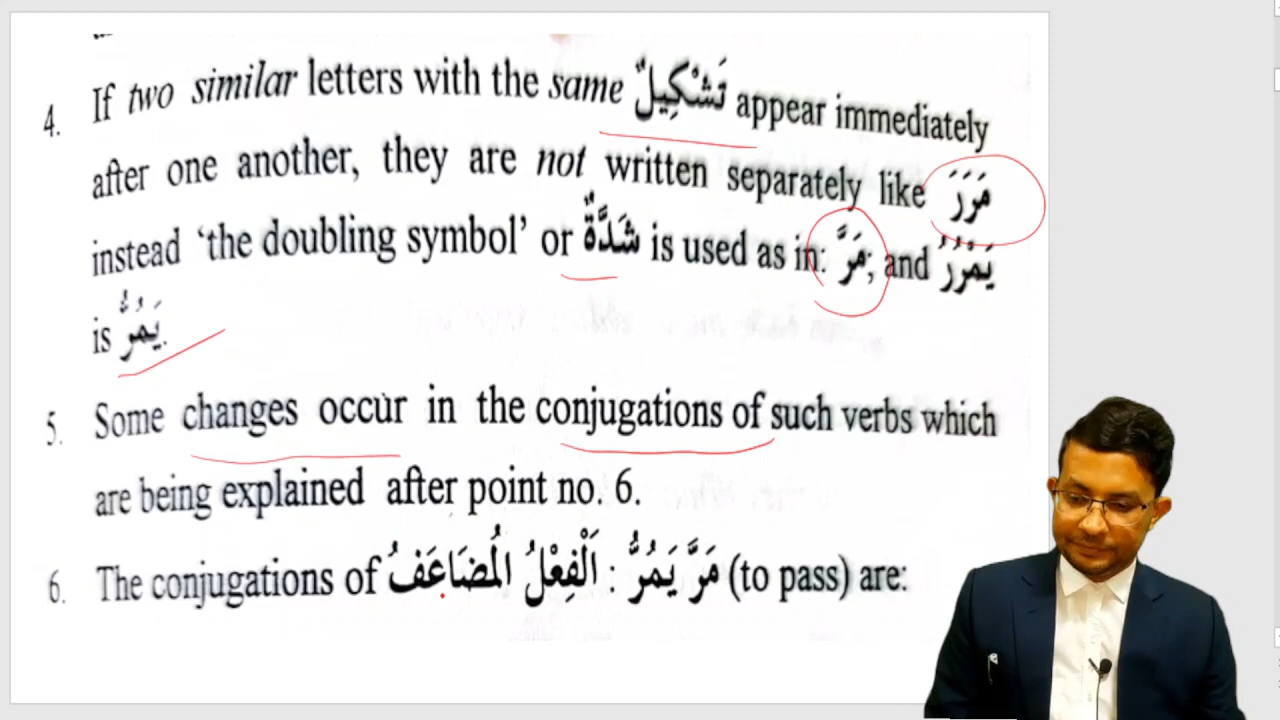 4. If two similar letters with the same تَشْكِيلٌ appear immediately
after one another, they are not written separately like مَرَرَ
instead 'the doubling symbol' or شَدَّةٌ is used as in: مَرَّ; and يَمْرُرُ
is يَمُرُّ.
5. Some changes occur in the conjugations of such verbs which
are being explained after point no. 6.
6. The conjugations of اَلْفِعْلُ الْمُضَاعَفُ : مَرَّ يَمُرُّ (to pass) are: